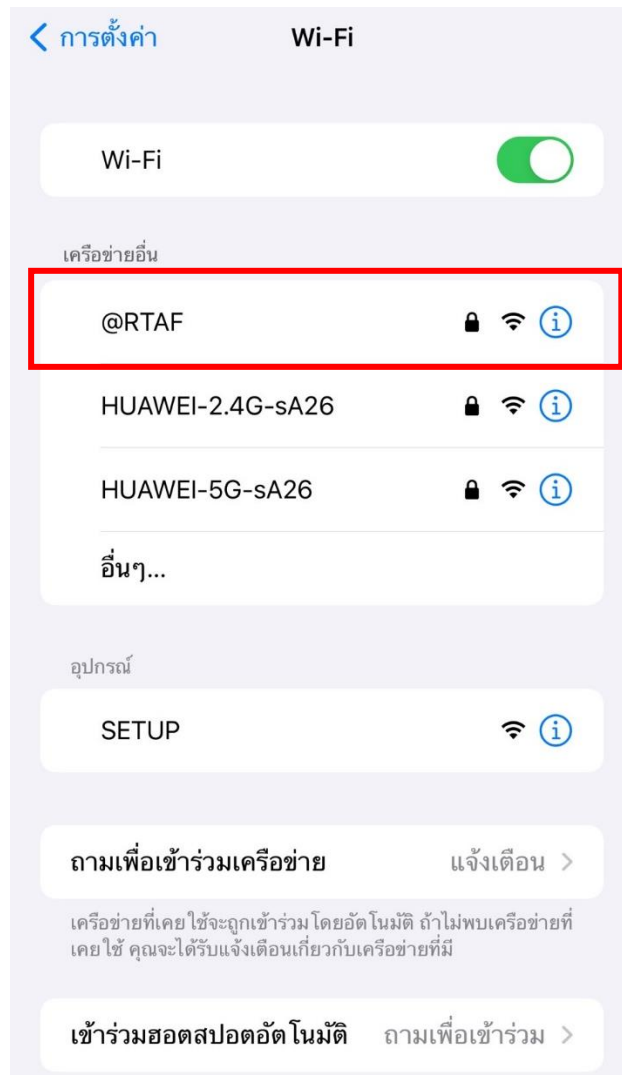 การตั้งค่า Wi-Fi
Wi-Fi
เครือข่ายอื่น
@RTAF
HUAWEI-2.4G-sA26
HUAWEI-5G-sA26
อื่นๆ...
อุปกรณ์
SETUP
ถามเพื่อเข้าร่วมเครือข่าย แจ้งเตือน
เครือข่ายที่เคยใช้จะถูกเข้าร่วมโดยอัตโนมัติ ถ้าไม่พบเครือข่ายที่
เคยใช้ คุณจะได้รับแจ้งเตือนเกี่ยวกับเครือข่ายที่มี
เข้าร่วมฮอตสปอตอัตโนมัติ ถามเพื่อเข้าร่วม